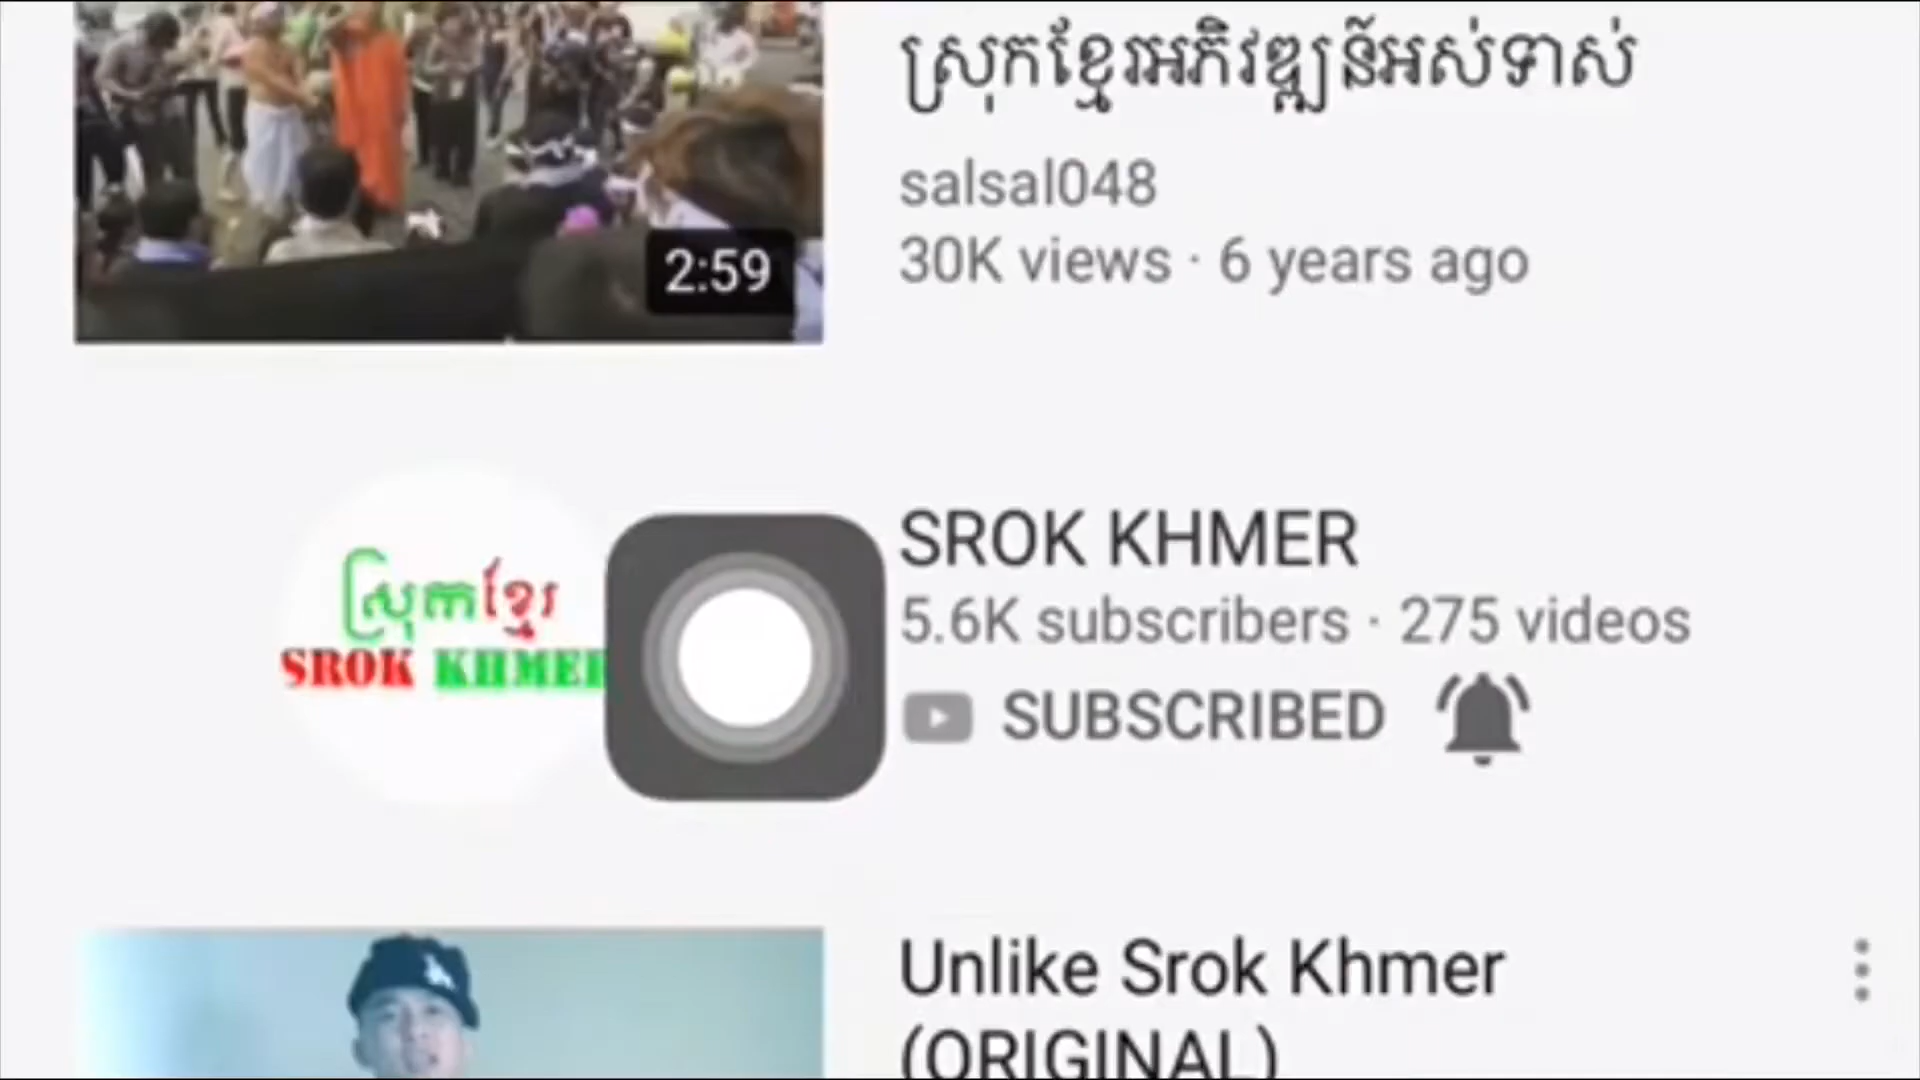 ស្រុកខ្មែរអភិវឌ្ឍន៍អស់ទាស់
salsal048
30K views · 6 years ago
2:59
ស្រុកខ្មែរ
SROK KHMER
SROK KHMER
5.6K subscribers · 275 videos
SUBSCRIBED
Unlike Srok Khmer
(ORIGINAL)